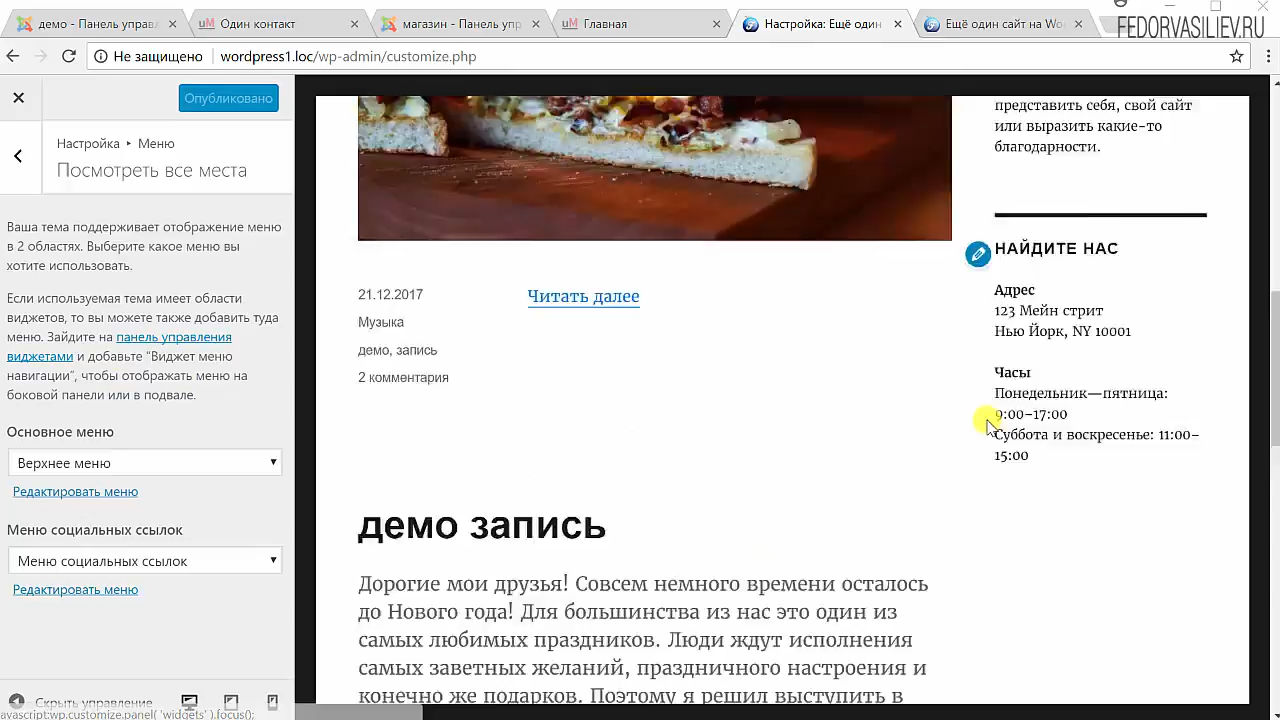 демо - Панель управл
Один контакт
магазин - Панель упр
Главная
Настройка: Ещё один
Ещё один сайт на Wor
FEDORVASILIEV.RU
Не защищено
wordpress1.loc/wp-admin/customize.php
Опубликовано
Настройка ▸ Меню
Посмотреть все места
Ваша тема поддерживает отображение меню
в 2 областях. Выберите какое меню вы
хотите использовать.
Если используемая тема имеет области
виджетов, то вы можете также добавить туда
меню. Зайдите на панель управления
виджетами и добавьте “Виджет меню
навигации”, чтобы отображать меню на
боковой панели или в подвале.
Основное меню
Верхнее меню
Редактировать меню
Меню социальных ссылок
Меню социальных ссылок
Редактировать меню
Скрыть управление
avascript:wp.customize.panel( 'widgets' ).focus();
21.12.2017
Музыка
демо, запись
2 комментария
Читать далее
демо запись
Дорогие мои друзья! Совсем немного времени осталось
до Нового года! Для большинства из нас это один из
самых любимых праздников. Люди ждут исполнения
самых заветных желаний, праздничного настроения и
конечно же подарков. Поэтому я решил выступить в
представить себя, свой сайт
или выразить какие-то
благодарности.
НАЙДИТЕ НАС
Адрес
123 Мейн стрит
Нью Йорк, NY 10001
Часы
Понедельник—пятница:
9:00–17:00
Суббота и воскресенье: 11:00–
15:00